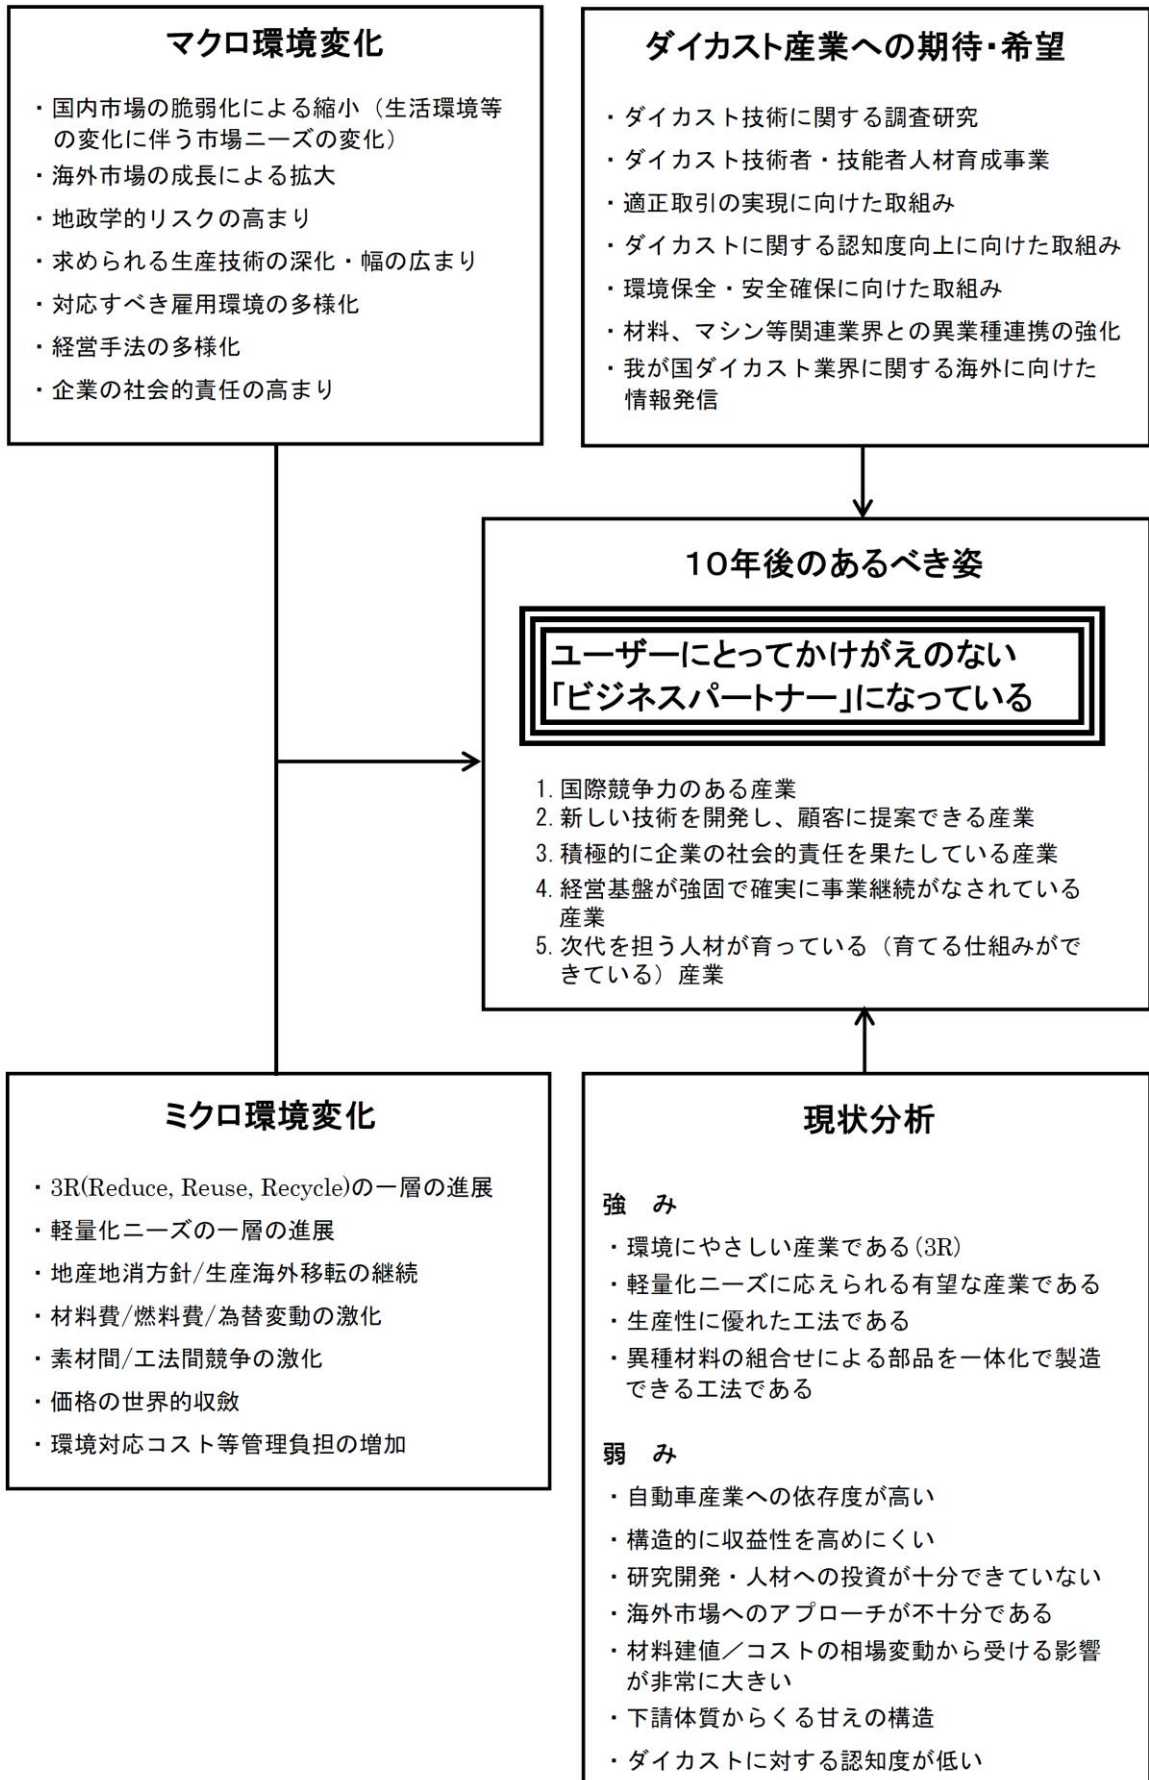 マクロ環境変化
・国内市場の脆弱化による縮小（生活環境等
の変化に伴う市場ニーズの変化）
・海外市場の成長による拡大
・地政学的リスクの高まり
・求められる生産技術の深化・幅の広まり
・対応すべき雇用環境の多様化
・経営手法の多様化
・企業の社会的責任の高まり
ダイカスト産業への期待・希望
・ダイカスト技術に関する調査研究
・ダイカスト技術者・技能者人材育成事業
・適正取引の実現に向けた取組み
・ダイカストに関する認知度向上に向けた取組み
・環境保全・安全確保に向けた取組み
・材料、マシン等関連業界との異業種連携の強化
・我が国ダイカスト業界に関する海外に向けた
情報発信
１０年後のあるべき姿
ユーザーにとってかけがえのない
「ビジネスパートナー」になっている
1. 国際競争力のある産業
2. 新しい技術を開発し、顧客に提案できる産業
3. 積極的に企業の社会的責任を果たしている産業
4. 経営基盤が強固で確実に事業継続がなされている
産業
5. 次代を担う人材が育っている（育てる仕組みがで
きている）産業
ミクロ環境変化
・3R(Reduce, Reuse, Recycle)の一層の進展
・軽量化ニーズの一層の進展
・地産地消方針/生産海外移転の継続
・材料費/燃料費/為替変動の激化
・素材間/工法間競争の激化
・価格の世界的収斂
・環境対応コスト等管理負担の増加
現状分析
強　み
・環境にやさしい産業である(3R)
・軽量化ニーズに応えられる有望な産業である
・生産性に優れた工法である
・異種材料の組合せによる部品を一体化で製造
できる工法である
弱　み
・自動車産業への依存度が高い
・構造的に収益性を高めにくい
・研究開発・人材への投資が十分できていない
・海外市場へのアプローチが不十分である
・材料建値／コストの相場変動から受ける影響
が非常に大きい
・下請体質からくる甘えの構造
・ダイカストに対する認知度が低い